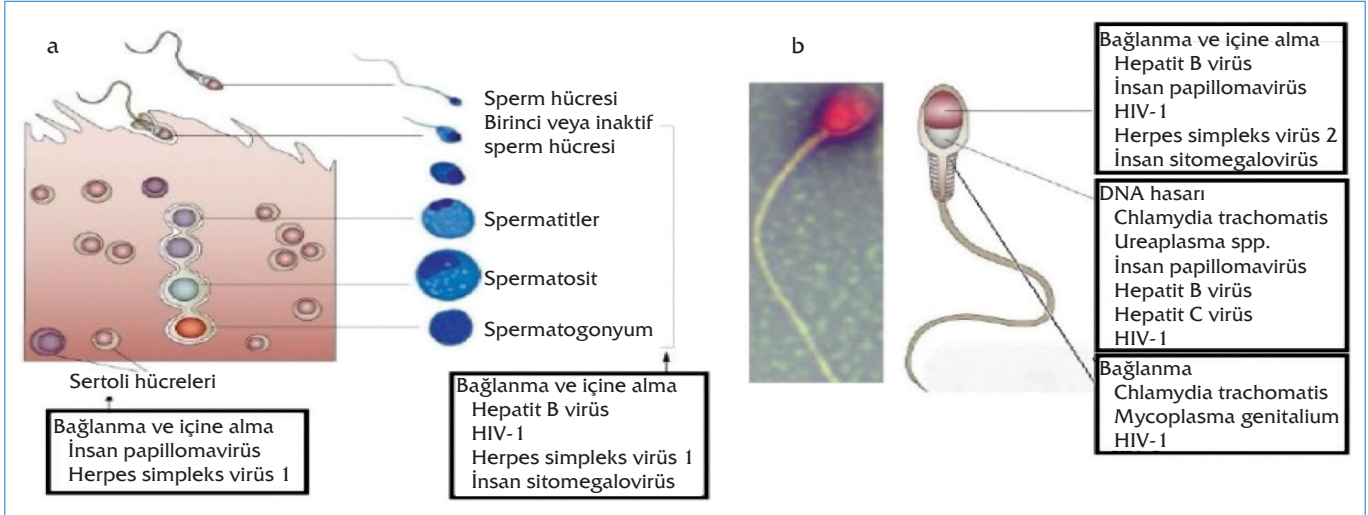 a
Sperm hücresi
Birinci veya inaktif
sperm hücresi
Spermatitler
Spermatosit
Spermatogonyum
Sertoli hücreleri
Bağlanma ve içine alma
İnsan papillomavirüs
Herpes simpleks virüs 1
Bağlanma ve içine alma
Hepatit B virüs
HIV-1
Herpes simpleks virüs 1
İnsan sitomegalovirüs
b
Bağlanma ve içine alma
Hepatit B virüs
İnsan papillomavirüs
HIV-1
Herpes simpleks virüs 2
İnsan sitomegalovirüs
DNA hasarı
Chlamydia trachomatis
Ureaplasma spp.
İnsan papillomavirüs
Hepatit B virüs
Hepatit C virüs
HIV-1
Bağlanma
Chlamydia trachomatis
Mycoplasma genitalium
HIV-1